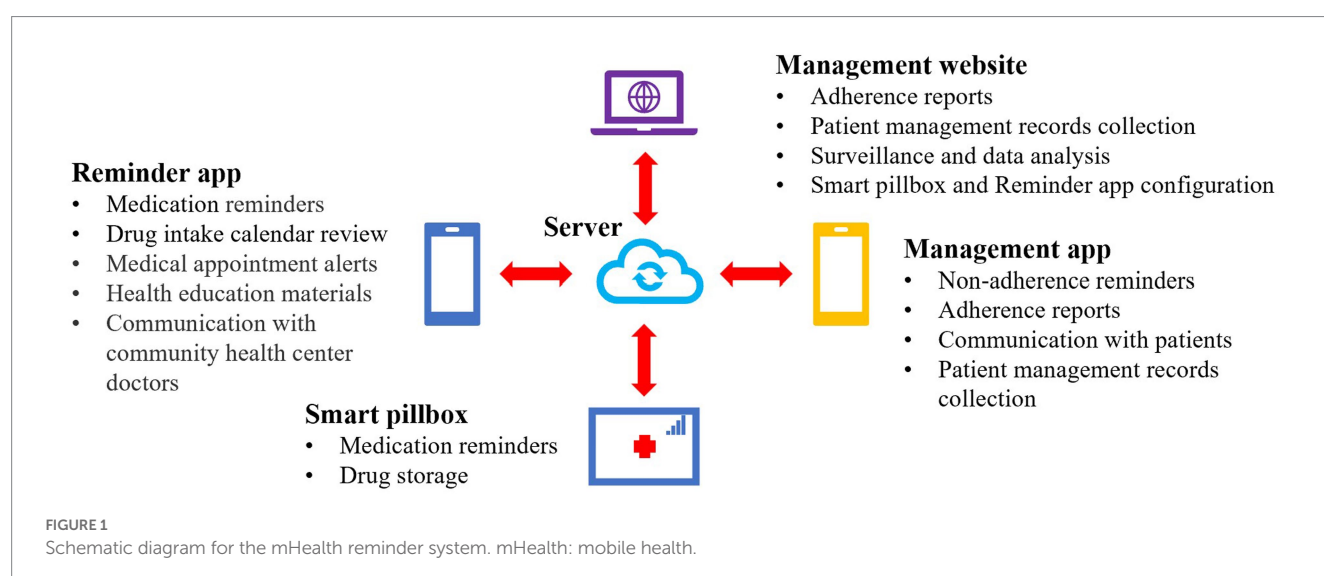 Management website
• Adherence reports
• Patient management records collection
• Surveillance and data analysis
• Smart pillbox and Reminder app configuration
Reminder app
• Medication reminders
• Drug intake calendar review
• Medical appointment alerts
• Health education materials
• Communication with
community health center
doctors
Server
Management app
• Non-adherence reminders
• Adherence reports
• Communication with patients
• Patient management records
collection
Smart pillbox
• Medication reminders
• Drug storage
FIGURE 1
Schematic diagram for the mHealth reminder system. mHealth: mobile health.